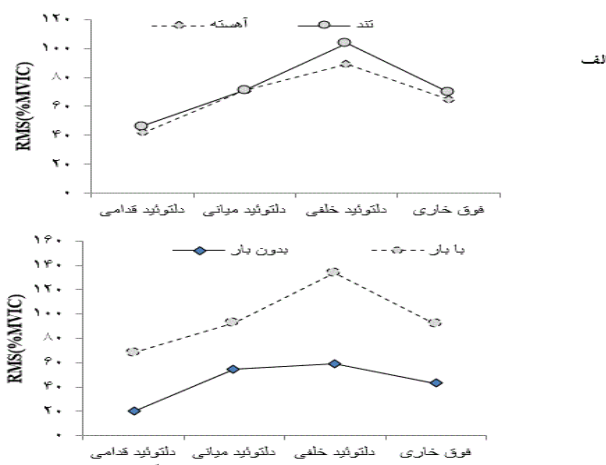 الف
تند
آهسته
RMS(%MVIC)
۱۲۰
۱۰۰
۸۰
۶۰
۴۰
۲۰
۰
دلتوئید قدامی دلتوئید میانی دلتوئید خلفی فوق خاری
با بار
بدون بار
RMS(%MVIC)
۱۶۰
۱۴۰
۱۲۰
۱۰۰
۸۰
۶۰
۴۰
۲۰
۰
دلتوئید قدامی دلتوئید میانی دلتوئید خلفی فوق خاری